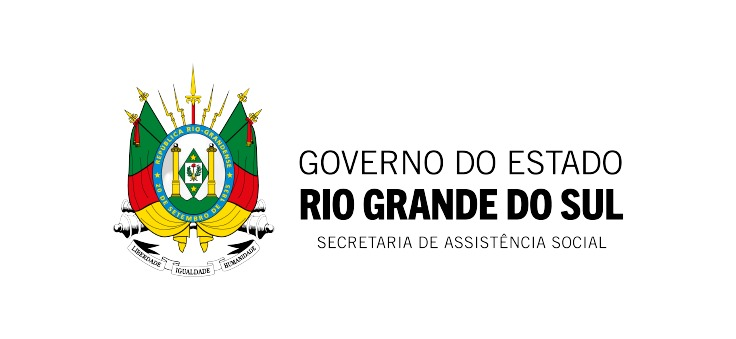 REPÚBLICA RIO-GRANDENSE
20 DE SETEMBRO DE 1835
LIBERDADE
IGUALDADE
HUMANIDADE
GOVERNO DO ESTADO
RIO GRANDE DO SUL
SECRETARIA DE ASSISTÊNCIA SOCIAL